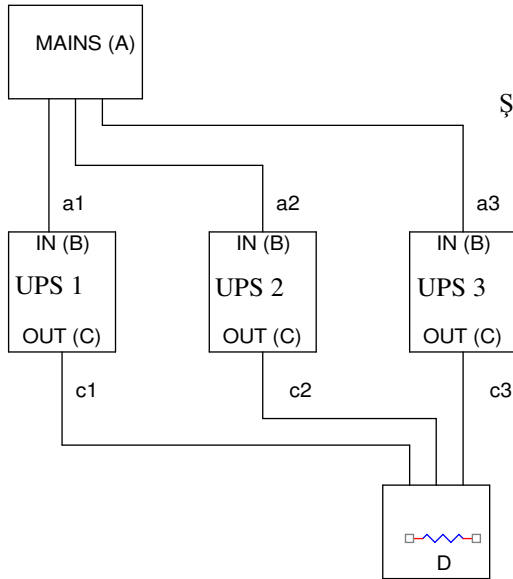 MAINS (A)
Ş
a1
a2
a3
IN (B)
IN (B)
IN (B)
UPS 1
UPS 2
UPS 3
OUT (C)
OUT (C)
OUT (C)
c1
c2
c3
D